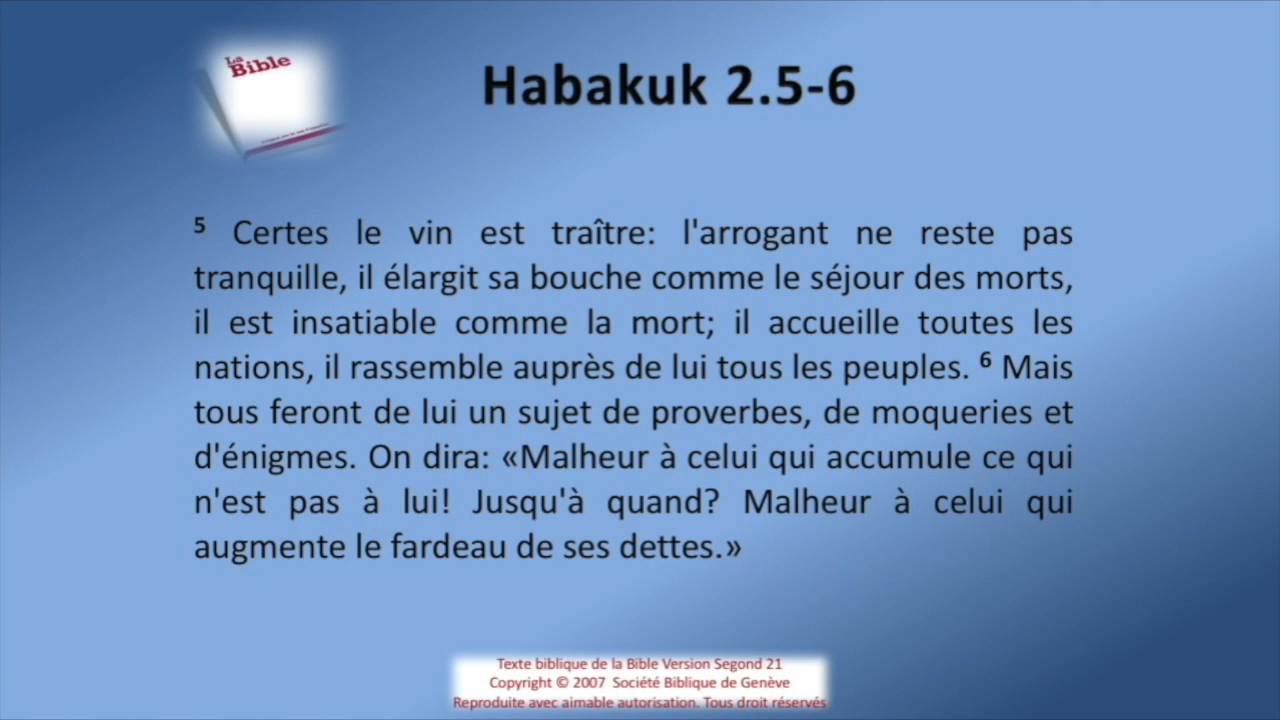 La
Bible
Habakuk 2.5-6
5 Certes le vin est traître: l'arrogant ne reste pas
tranquille, il élargit sa bouche comme le séjour des morts,
il est insatiable comme la mort; il accueille toutes les
nations, il rassemble auprès de lui tous les peuples. 6 Mais
tous feront de lui un sujet de proverbes, de moqueries et
d'énigmes. On dira: «Malheur à celui qui accumule ce qui
n'est pas à lui! Jusqu'à quand? Malheur à celui qui
augmente le fardeau de ses dettes.»
Texte biblique de la Bible Version Segond 21
Copyright © 2007 Société Biblique de Genève
Reproduite avec aimable autorisation. Tous droit réservés